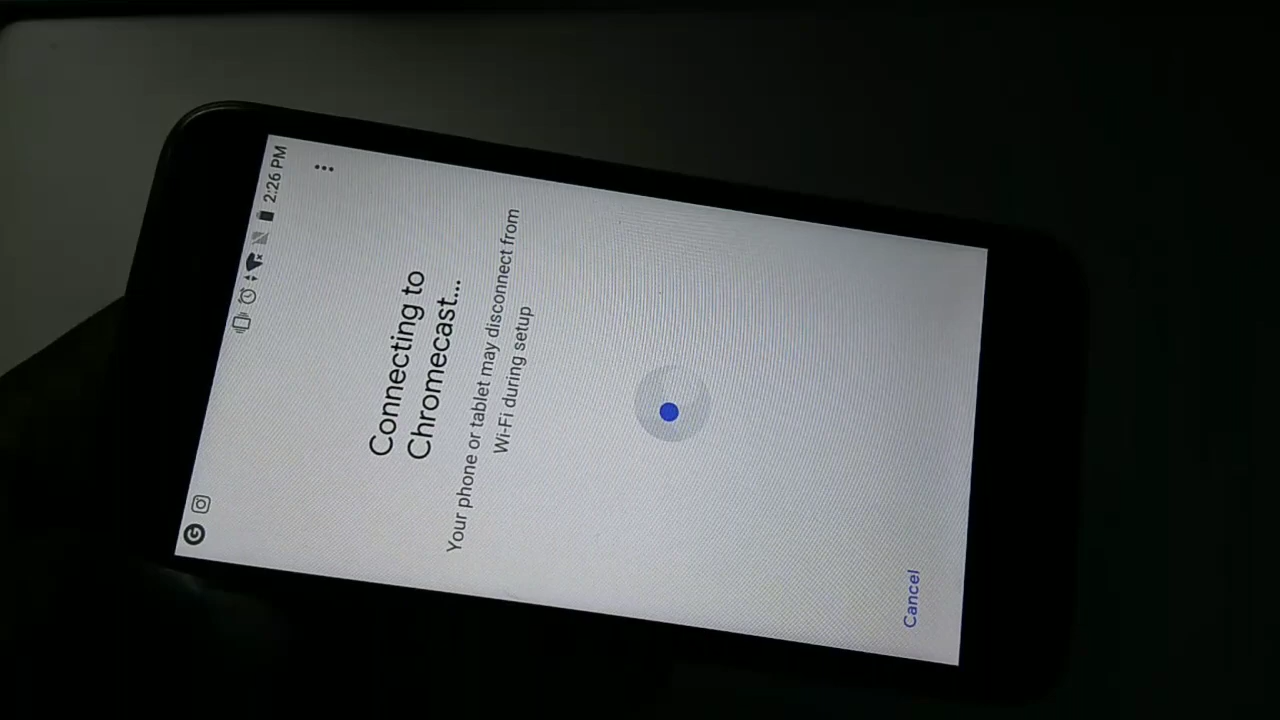 2:26 PM
Connecting to
Chromecast...
Your phone or tablet may disconnect from
Wi-Fi during setup
Cancel